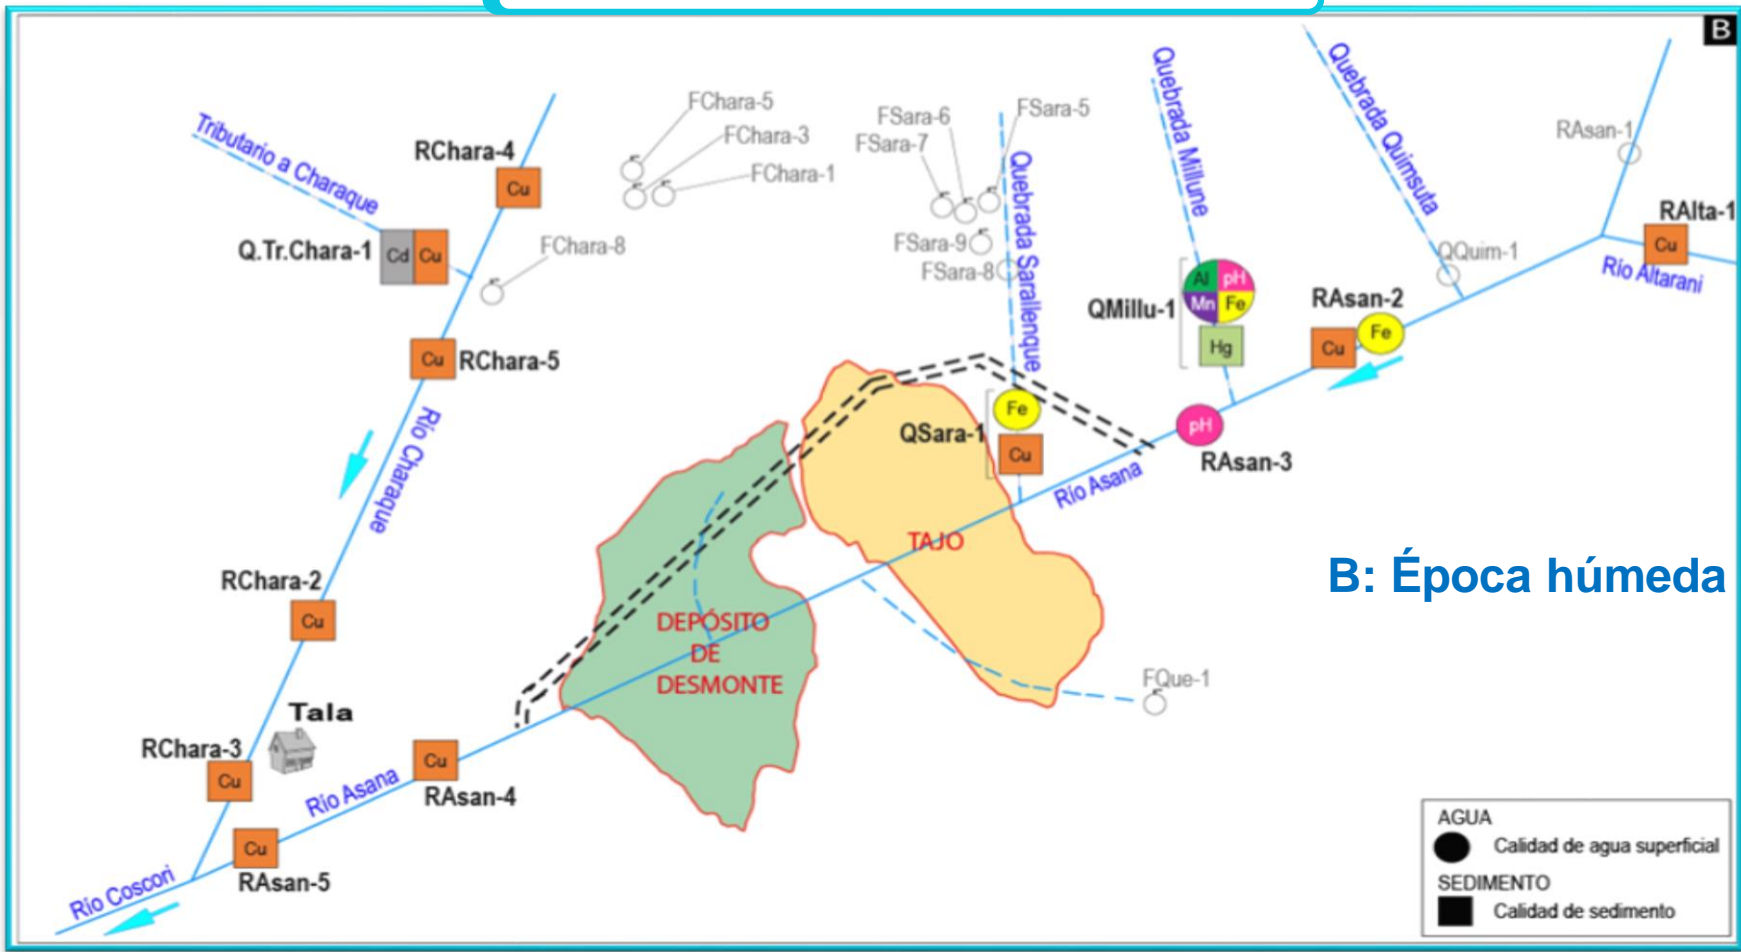 B
Tributario a Charaque
RChara-4
Cu
Q.Tr.Chara-1
Cd
Cu
FChara-5
FChara-3
FChara-1
FChara-8
FSara-6
FSara-7
FSara-5
FSara-9
FSara-8
Quebrada Sarallenque
Quebrada Millune
Quebrada Quimsuta
RAsan-1
RAlta-1
Cu
Río Altarani
QQuim-1
RAsan-2
Cu
Fe
QMillu-1
Al
pH
Mn
Fe
Hg
Cu
RChara-5
Río Charaque
QSara-1
Fe
Cu
pH
RAsan-3
Río Asana
TAJO
B: Época húmeda
RChara-2
Cu
DEPÓSITO
DE
DESMONTE
FQue-1
Tala
RChara-3
Cu
Río Asana
Cu
RAsan-4
Cu
RAsan-5
Río Coscori
AGUA
Calidad de agua superficial
SEDIMENTO
Calidad de sedimento